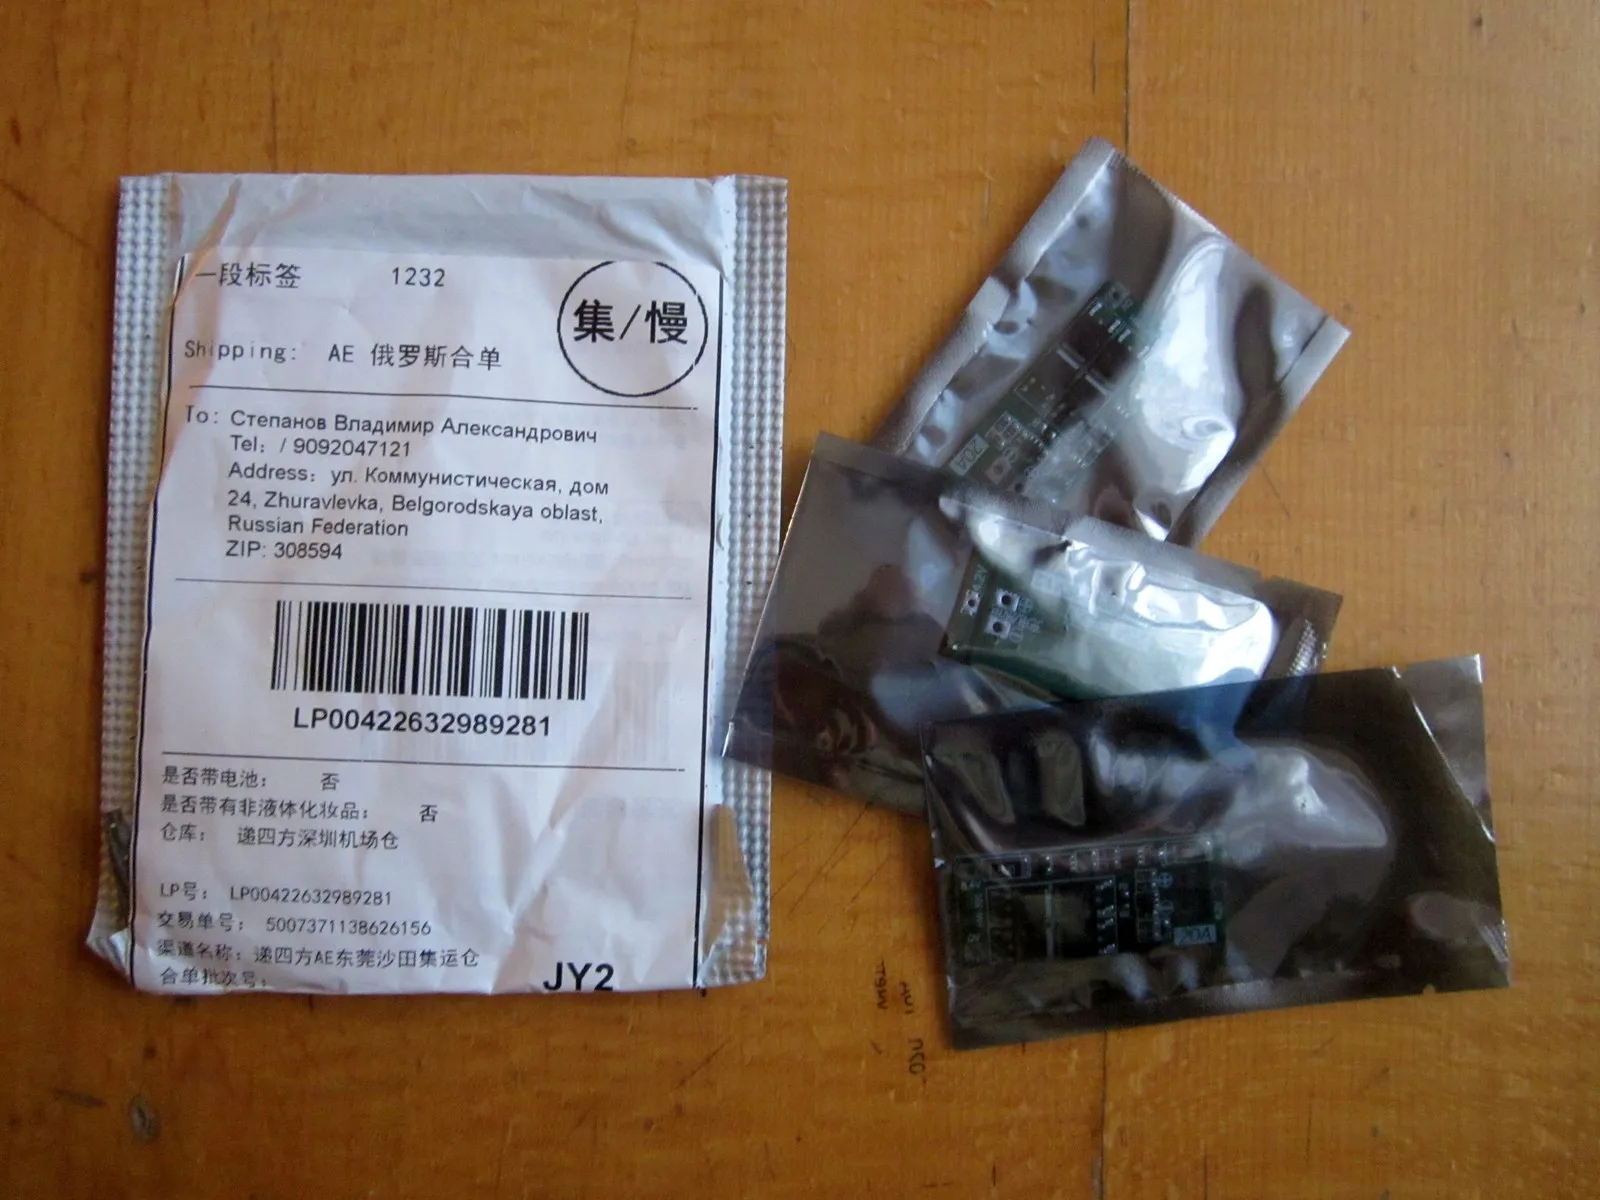 一段标签 1232
集/慢
Shipping: AE 俄罗斯合单
To: Степанов Владимир Александрович
Tel: / 9092047121
Address: ул. Коммунистическая, дом
24, Zhuravlevka, Belgorodskaya oblast,
Russian Federation
ZIP: 308594
LP00422632989281
是否带电池: 否
是否带有非液体化妆品: 否
仓库: 递四方深圳机场仓
LP号: LP00422632989281
交易单号: 5007371138626156
渠道名称: 递四方AE东莞沙田集运仓
合单批次号:
JY2
20A
4.2V
20A